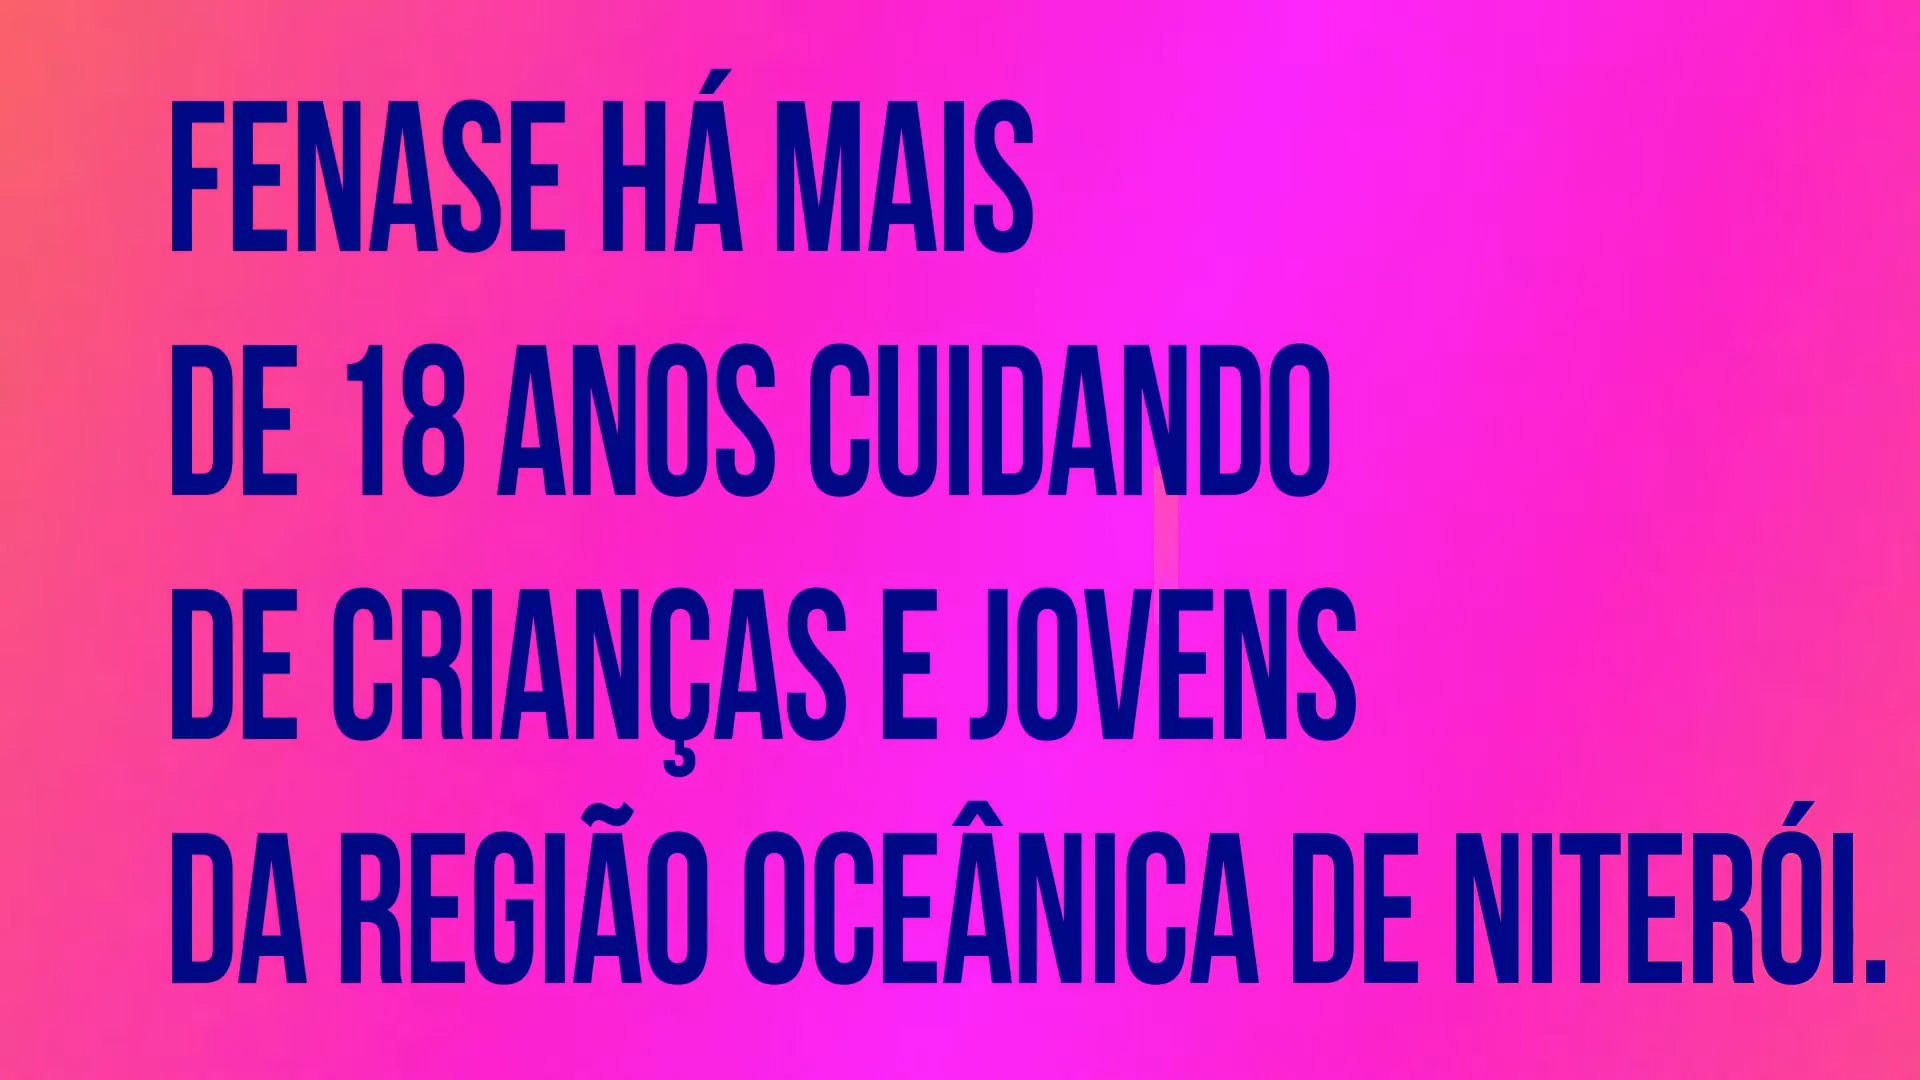 FENASE HÁ MAIS
DE 18 ANOS CUIDANDO
DE CRIANÇAS E JOVENS
DA REGIÃO OCEÂNICA DE NITERÓI.